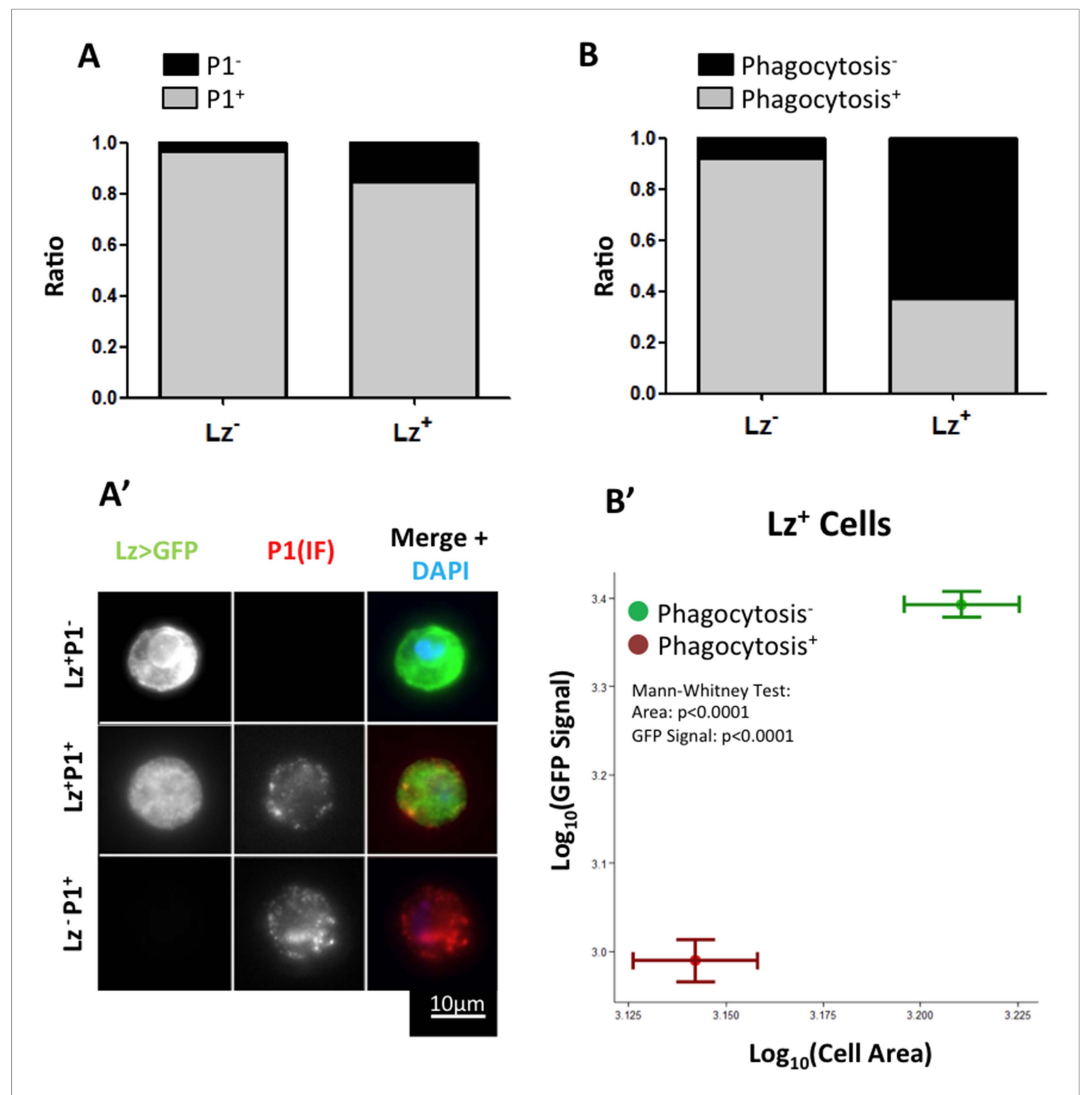 A
P1⁻
P1⁺
1.0
0.8
0.6
0.4
0.2
0.0
Ratio
Lz⁻
Lz⁺
B
Phagocytosis⁻
Phagocytosis⁺
1.0
0.8
0.6
0.4
0.2
0.0
Ratio
Lz⁻
Lz⁺
A’
Lz>GFP
P1(IF)
Merge +
DAPI
Lz⁺P1⁻
Lz⁺P1⁺
Lz⁻P1⁺
10μm
B’
Lz⁺ Cells
Phagocytosis⁻
Phagocytosis⁺
Mann-Whitney Test:
Area: p<0.0001
GFP Signal: p<0.0001
3.4
3.3
3.2
3.1
3.0
Log₁₀(GFP Signal)
3.125
3.150
3.175
3.200
3.225
Log₁₀(Cell Area)